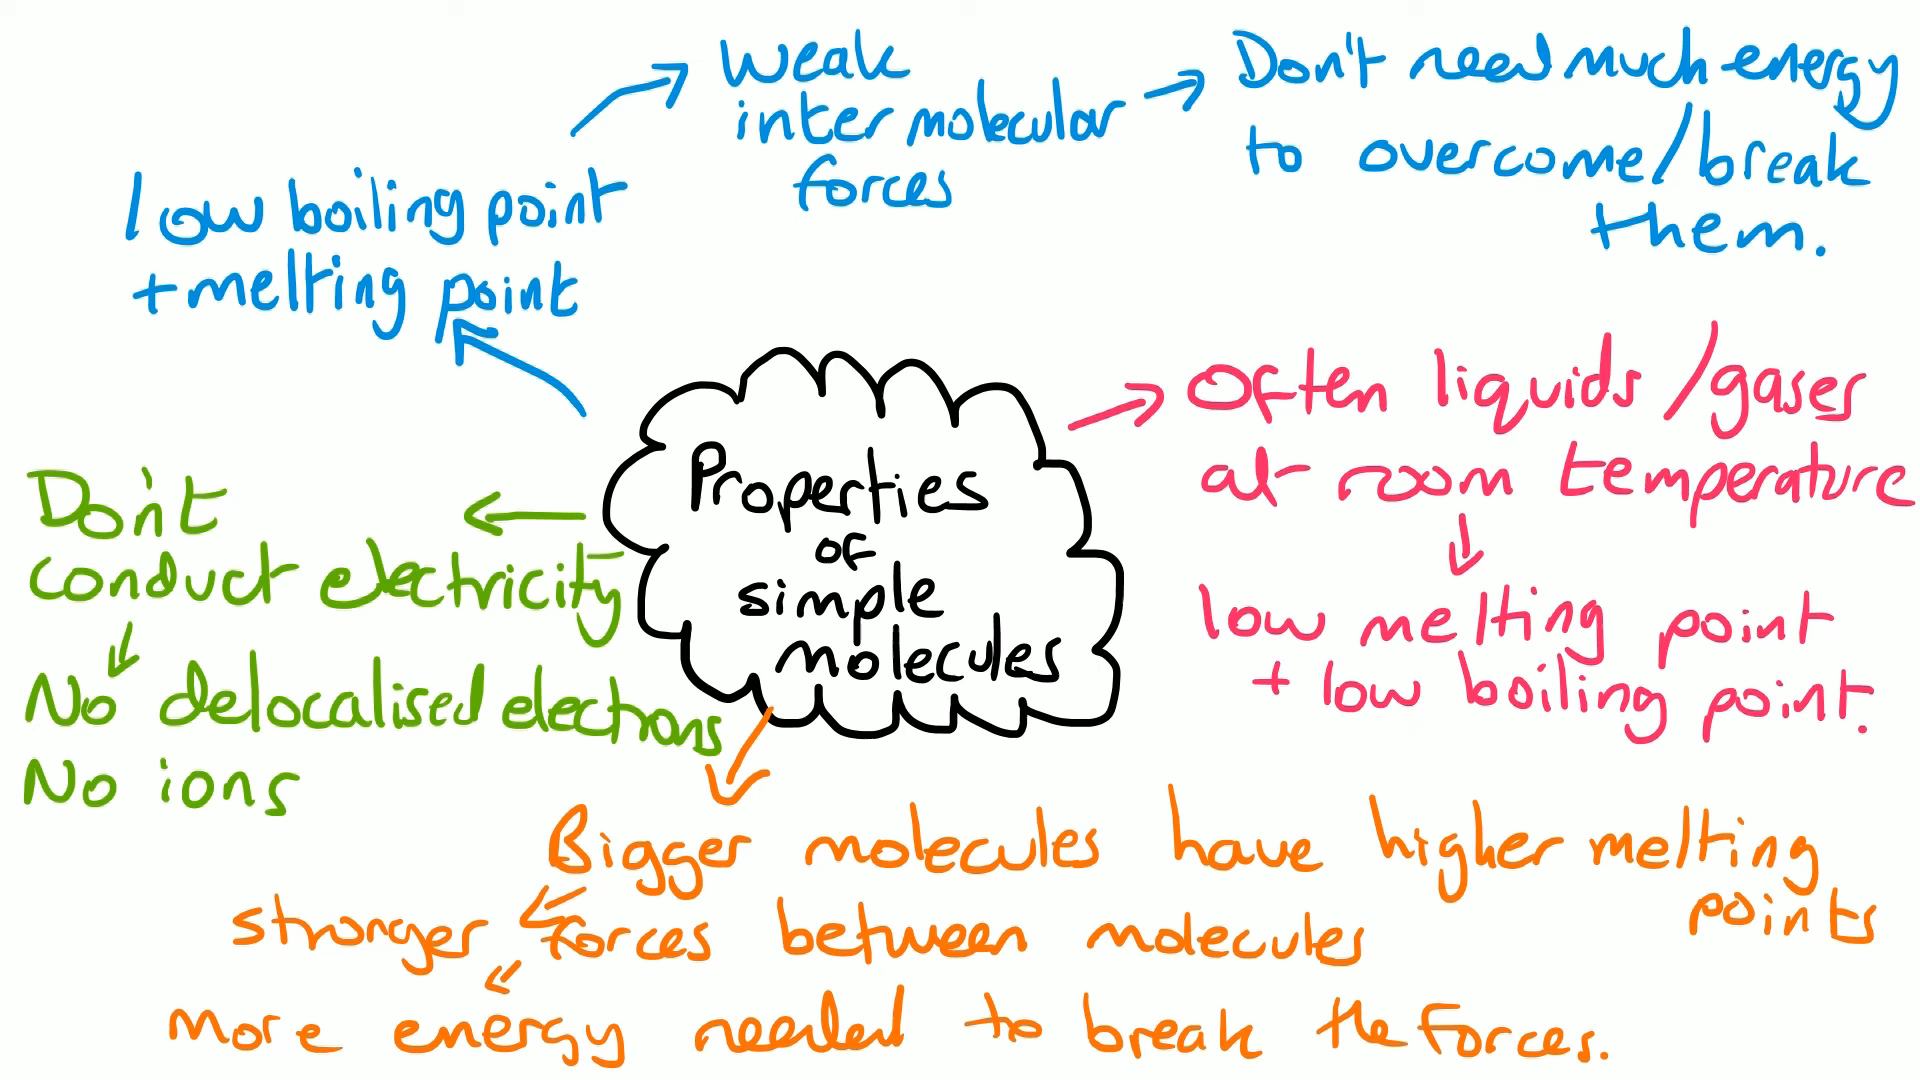 Properties
of
simple
molecules
low boiling point
+ melting point
Weak
intermolecular
forces
Don't need much energy
to overcome/break
them.
Often liquids/gases
at room temperature
low melting point
+ low boiling point.
Don't
conduct electricity
No delocalised electrons
No ions
Bigger molecules have higher melting
points
stronger forces between molecules
more energy needed to break the forces.